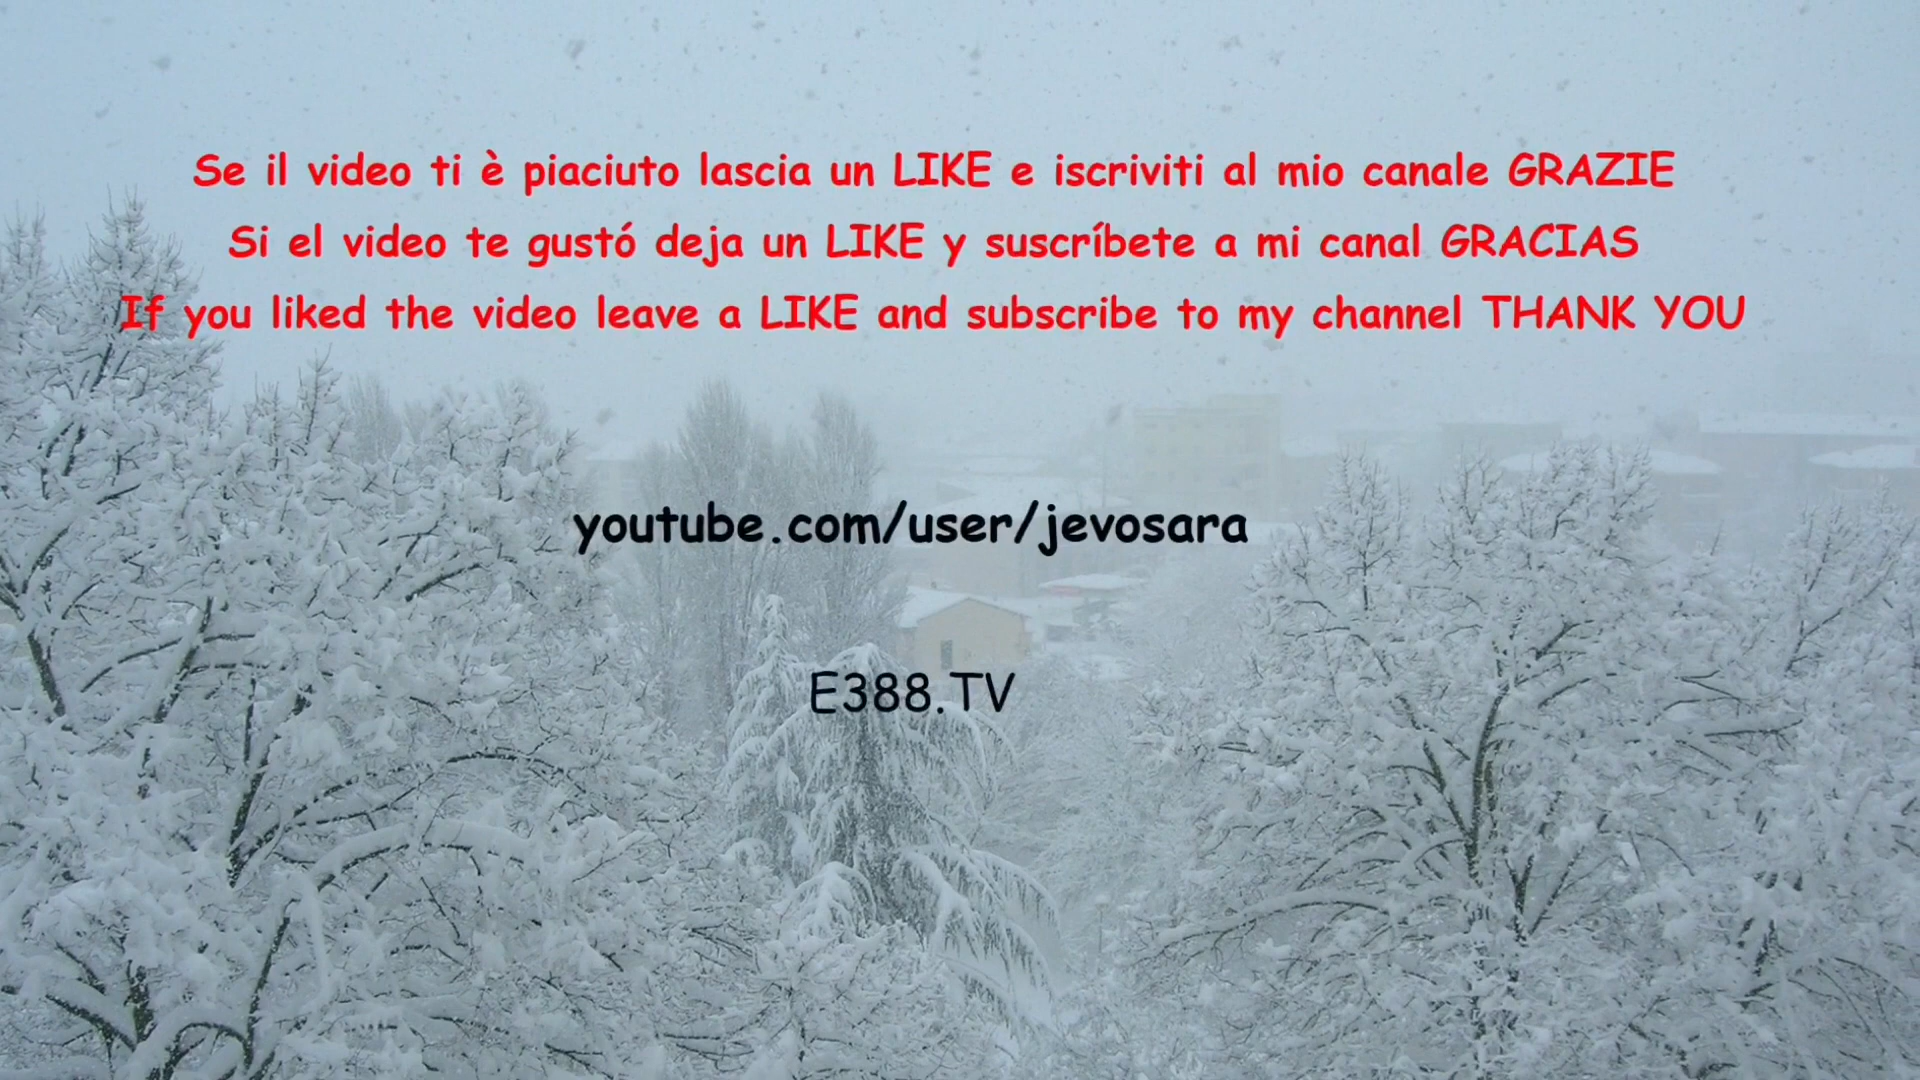 Se il video ti è piaciuto lascia un LIKE e iscriviti al mio canale GRAZIE
Si el video te gustó deja un LIKE y suscríbete a mi canal GRACIAS
If you liked the video leave a LIKE and subscribe to my channel THANK YOU
youtube.com/user/jevosara
E388.TV